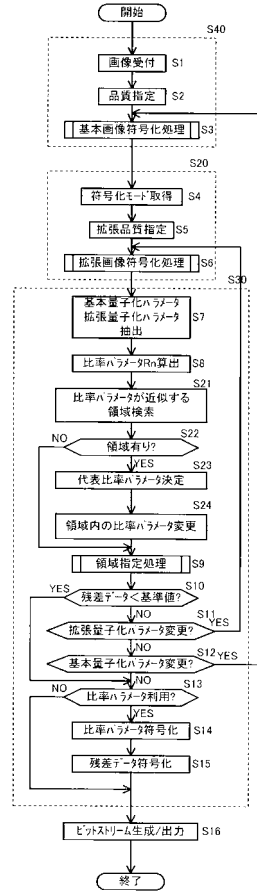 開始
S40
画像受付 S1
品質指定 S2
基本画像符号化処理 S3
S20
符号化モード取得 S4
拡張品質指定 S5
拡張画像符号化処理 S6
S30
基本量子化パラメータ
拡張量子化パラメータ
抽出
S7
比率パラメータRn算出 S8
S21
比率パラメータが近似する
領域検索
S22
NO 領域有り?
YES S23
代表比率パラメータ決定
S24
領域内の比率パラメータ変更
領域指定処理 S9
YES S10
残差データ<基準値?
NO S11
拡張量子化パラメータ変更? YES
NO S12
基本量子化パラメータ変更? YES
NO NO S13
比率パラメータ利用?
YES
比率パラメータ符号化 S14
残差データ符号化 S15
ビットストリーム生成/出力 S16
終了